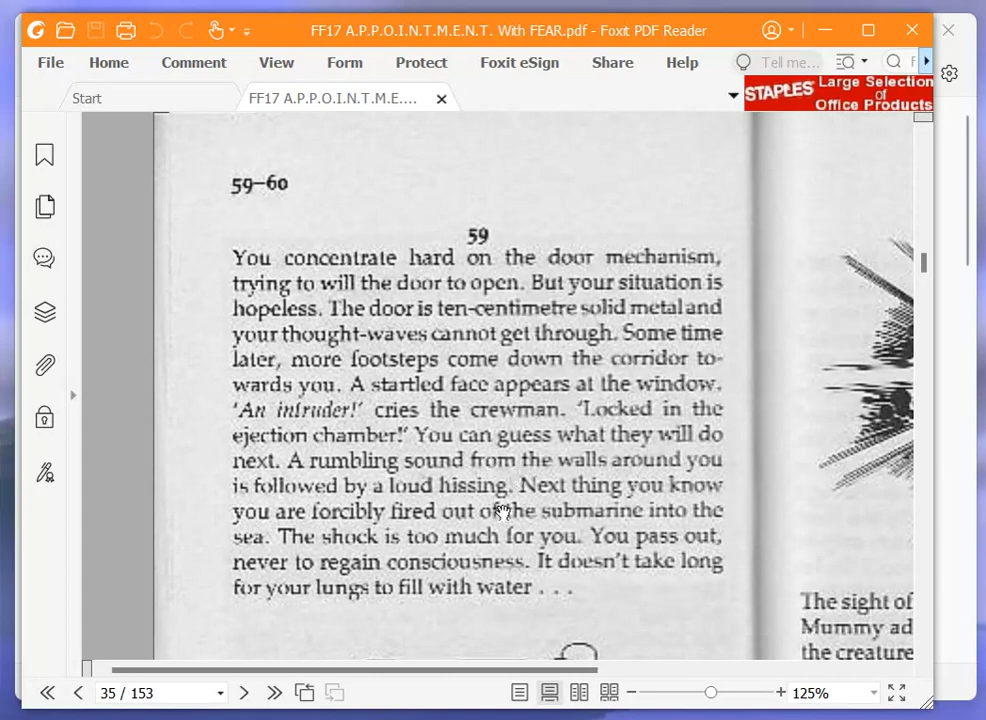 FF17 A.P.P.O.I.N.T.M.E.N.T. With FEAR.pdf - Foxit PDF Reader
File Home Comment View Form Protect Foxit eSign Share Help Tell me... F
Start FF17 A.P.P.O.I.N.T.M.E.... STAPLES Large Selection
of
Office Products
59–60
59
You concentrate hard on the door mechanism,
trying to will the door to open. But your situation is
hopeless. The door is ten-centimetre solid metal and
your thought-waves cannot get through. Some time
later, more footsteps come down the corridor to-
wards you. A startled face appears at the window.
'An intruder!' cries the crewman. 'Locked in the
ejection chamber!' You can guess what they will do
next. A rumbling sound from the walls around you
is followed by a loud hissing. Next thing you know
you are forcibly fired out of the submarine into the
sea. The shock is too much for you. You pass out,
never to regain consciousness. It doesn't take long
for your lungs to fill with water . . .
The sight of
Mummy ad
the creature
35 / 153 125%